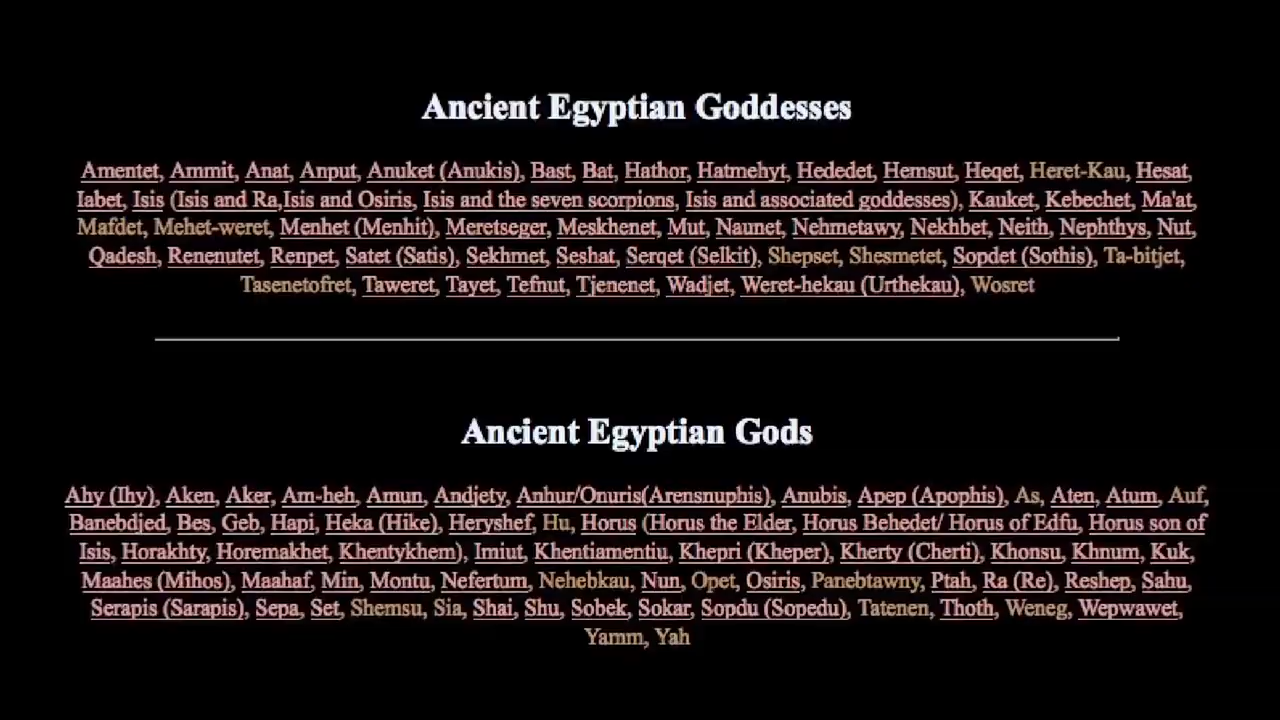 Ancient Egyptian Goddesses
Amentet, Ammit, Anat, Anput, Anuket (Anukis), Bast, Bat, Hathor, Hatmehyt, Hededet, Hemsut, Heqet, Heret-Kau, Hesat,
Iabet, Isis (Isis and Ra,Isis and Osiris, Isis and the seven scorpions, Isis and associated goddesses), Kauket, Kebechet, Ma'at,
Mafdet, Mehet-weret, Menhet (Menhit), Meretseger, Meskhenet, Mut, Naunet, Nehmetawy, Nekhbet, Neith, Nephthys, Nut,
Qadesh, Renenutet, Renpet, Satet (Satis), Sekhmet, Seshat, Serqet (Selkit), Shepset, Shesmetet, Sopdet (Sothis), Ta-bitjet,
Tasenetofret, Taweret, Tayet, Tefnut, Tjenenet, Wadjet, Weret-hekau (Urthekau), Wosret
Ancient Egyptian Gods
Ahy (Ihy), Aken, Aker, Am-heh, Amun, Andjety, Anhur/Onuris(Arensnuphis), Anubis, Apep (Apophis), As, Aten, Atum, Auf,
Banebdjed, Bes, Geb, Hapi, Heka (Hike), Heryshef, Hu, Horus (Horus the Elder, Horus Behedet/ Horus of Edfu, Horus son of
Isis, Horakhty, Horemakhet, Khentykhem), Imiut, Khentiamentiu, Khepri (Kheper), Kherty (Cherti), Khonsu, Khnum, Kuk,
Maahes (Mihos), Maahaf, Min, Montu, Nefertum, Nehebkau, Nun, Opet, Osiris, Panebtawny, Ptah, Ra (Re), Reshep, Sahu,
Serapis (Sarapis), Sepa, Set, Shemsu, Sia, Shai, Shu, Sobek, Sokar, Sopdu (Sopedu), Tatenen, Thoth, Weneg, Wepwawet,
Yamm, Yah